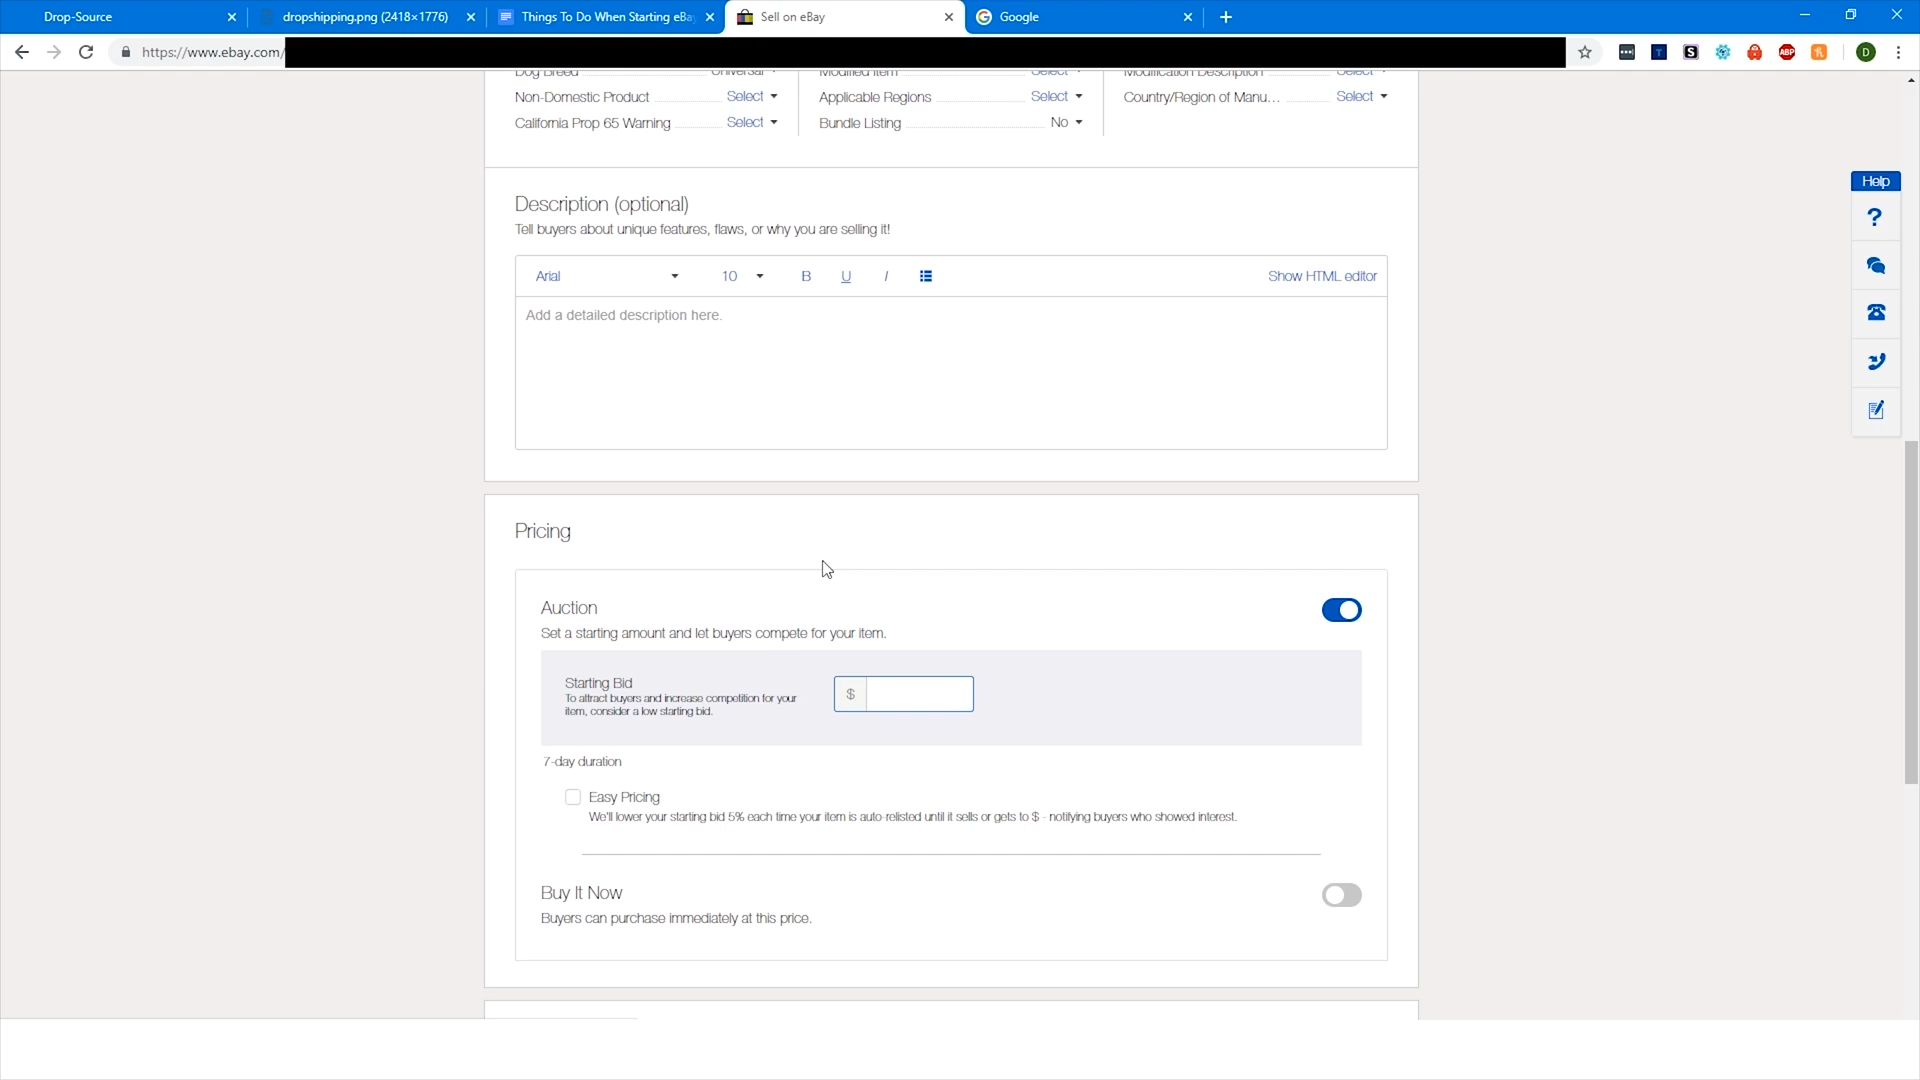 Drop-Source
dropshipping.png (2418×1776)
Things To Do When Starting eBa
Sell on eBay
Google
https://www.ebay.com/
ABP
D
Dog Breed Universal Modified Item Select Modification Description Select
Non-Domestic Product Select Applicable Regions Select Country/Region of Manu... Select
California Prop 65 Warning Select Bundle Listing No
Help
?
Description (optional)
Tell buyers about unique features, flaws, or why you are selling it!
Arial 10 B U I Show HTML editor
Add a detailed description here.
Pricing
Auction
Set a starting amount and let buyers compete for your item.
Starting Bid
To attract buyers and increase competition for your
item, consider a low starting bid.
$
7-day duration
Easy Pricing
We'll lower your starting bid 5% each time your item is auto-relisted until it sells or gets to $ - notifying buyers who showed interest.
Buy It Now
Buyers can purchase immediately at this price.